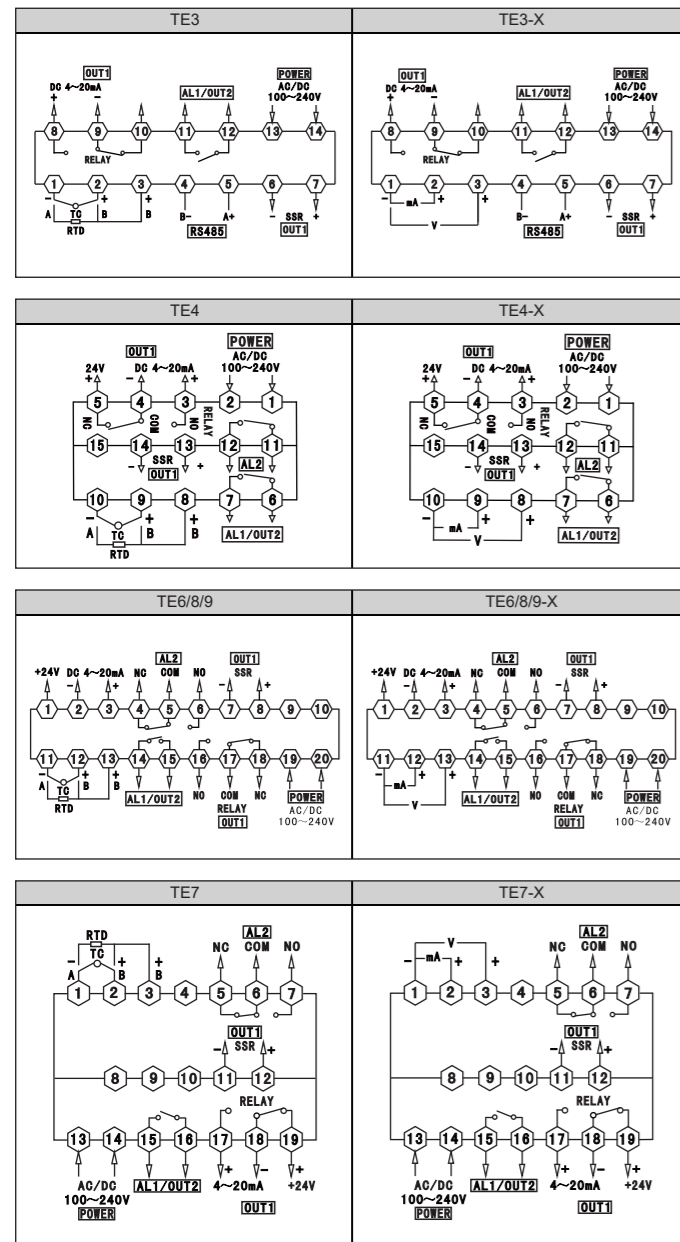 TE3 TE3-X
OUT1 POWER OUT1 POWER
DC 4～20mA AL1/OUT2 AC/DC DC 4～20mA AL1/OUT2 AC/DC
+ - 100～240V + - 100～240V
8 9 10 11 12 13 14 8 9 10 11 12 13 14
RELAY RELAY
1 2 3 4 5 6 7 1 2 3 4 5 6 7
- + + B- A+ - SSR + - mA + + B- A+ - SSR +
A TC B B RS485 OUT1 V RS485 OUT1
RTD
TE4 TE4-X
OUT1 POWER OUT1 POWER
24V DC 4～20mA AC/DC 24V DC 4～20mA AC/DC
+ - + 100～240V + - + 100～240V
5 4 3 2 1 5 4 3 2 1
NC COM NO RELAY NC COM NO RELAY
15 14 13 12 11 15 14 13 12 11
- SSR + AL2 - SSR + AL2
OUT1 OUT1
10 9 8 7 6 10 9 8 7 6
- + + - mA + +
A TC B B AL1/OUT2 V AL1/OUT2
RTD
TE6/8/9 TE6/8/9-X
AL2 OUT1 AL2 OUT1
+24V DC 4～20mA NC COM NO SSR +24V DC 4～20mA NC COM NO SSR
- + - + - + - +
1 2 3 4 5 6 7 8 9 10 1 2 3 4 5 6 7 8 9 10
11 12 13 14 15 16 17 18 19 20 11 12 13 14 15 16 17 18 19 20
- + + - mA + +
A TC B B AL1/OUT2 NO COM NC POWER V AL1/OUT2 NO COM NC POWER
RTD RELAY AC/DC RELAY AC/DC
OUT1 100～240V OUT1 100～240V
TE7 TE7-X
RTD AL2 V AL2
- TC + + NC COM NO - mA + + NC COM NO
A B B
1 2 3 4 5 6 7 1 2 3 4 5 6 7
OUT1 OUT1
- SSR + - SSR +
8 9 10 11 12 8 9 10 11 12
RELAY RELAY
13 14 15 16 17 18 19 13 14 15 16 17 18 19
+ - + + - +
AC/DC AL1/OUT2 4～20mA +24V AC/DC AL1/OUT2 4～20mA +24V
100～240V 100～240V
POWER OUT1 POWER OUT1